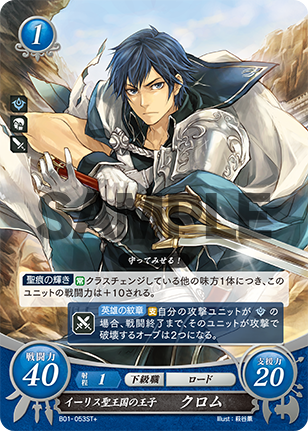 1
SAMPLE
守ってみせる!
聖痕の輝き 常 クラスチェンジしている他の味方1体につき、こ
のユニットの戦闘力は+10される。
英雄の紋章 支 自分の攻撃ユニットが の
場合、戦闘終了まで、そのユニットが攻撃で
破壊するオーブは2つになる。
戦闘力
40
射程 1 下級職 ロード
支援力
20
イーリス聖王国の王子 クロム
B01-053ST+
Illust:萩谷薫